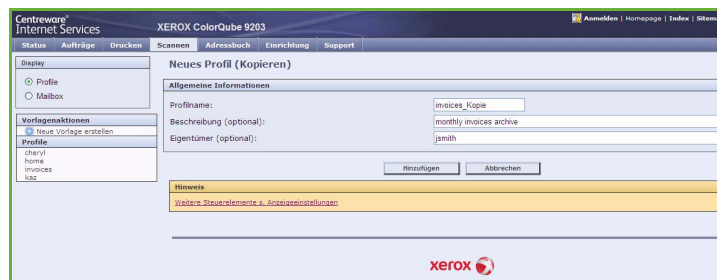 Centreware®
Internet Services
XEROX ColorQube 9203
Anmelden | Homepage | Index |
Status Aufträge Drucken Scannen Adressbuch Einrichtung Support
Display
Profile
Mailbox
Vorlagenaktionen
Neue Vorlage erstellen
Profile
cheryl
home
invoices
kaz
Neues Profil (Kopieren)
Allgemeine Informationen
Profilname: invoices_Kopie
Beschreibung (optional): monthly invoices archive
Eigentümer (optional): jsmith
Hinzufügen Abbrechen
Hinweis
Weitere Steuerelemente s. Anzeigeeinstellungen
xerox